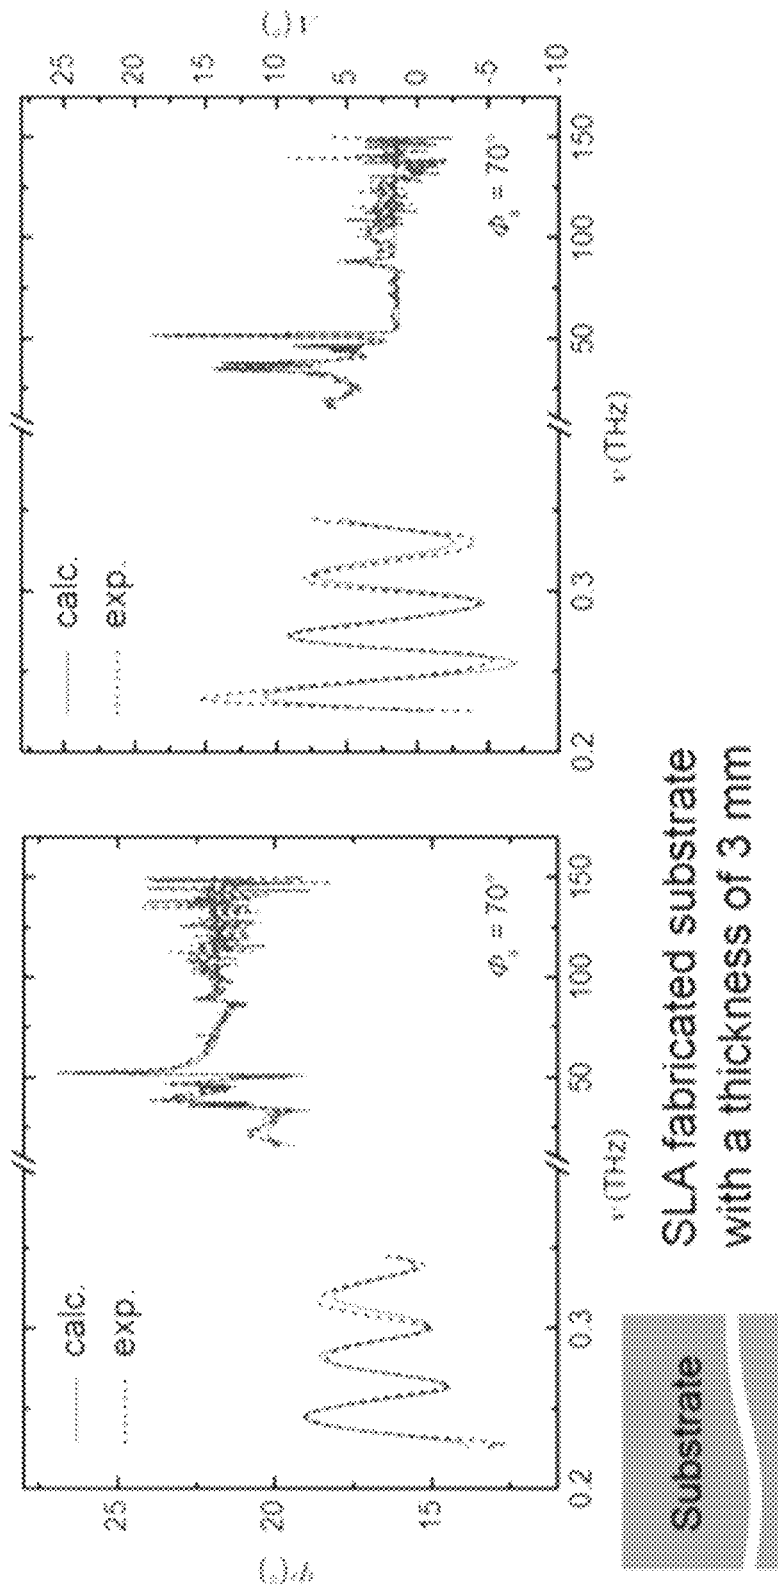 Ψ(°)
25
20
15
calc.
exp.
Φₐ = 70°
0.2
0.3
50
100
150
ν (THz)
calc.
exp.
Φₐ = 70°
0.2
0.3
50
100
150
ν (THz)
25
20
15
10
5
0
-5
-10
Δ (°)
Substrate
SLA fabricated substrate
with a thickness of 3 mm